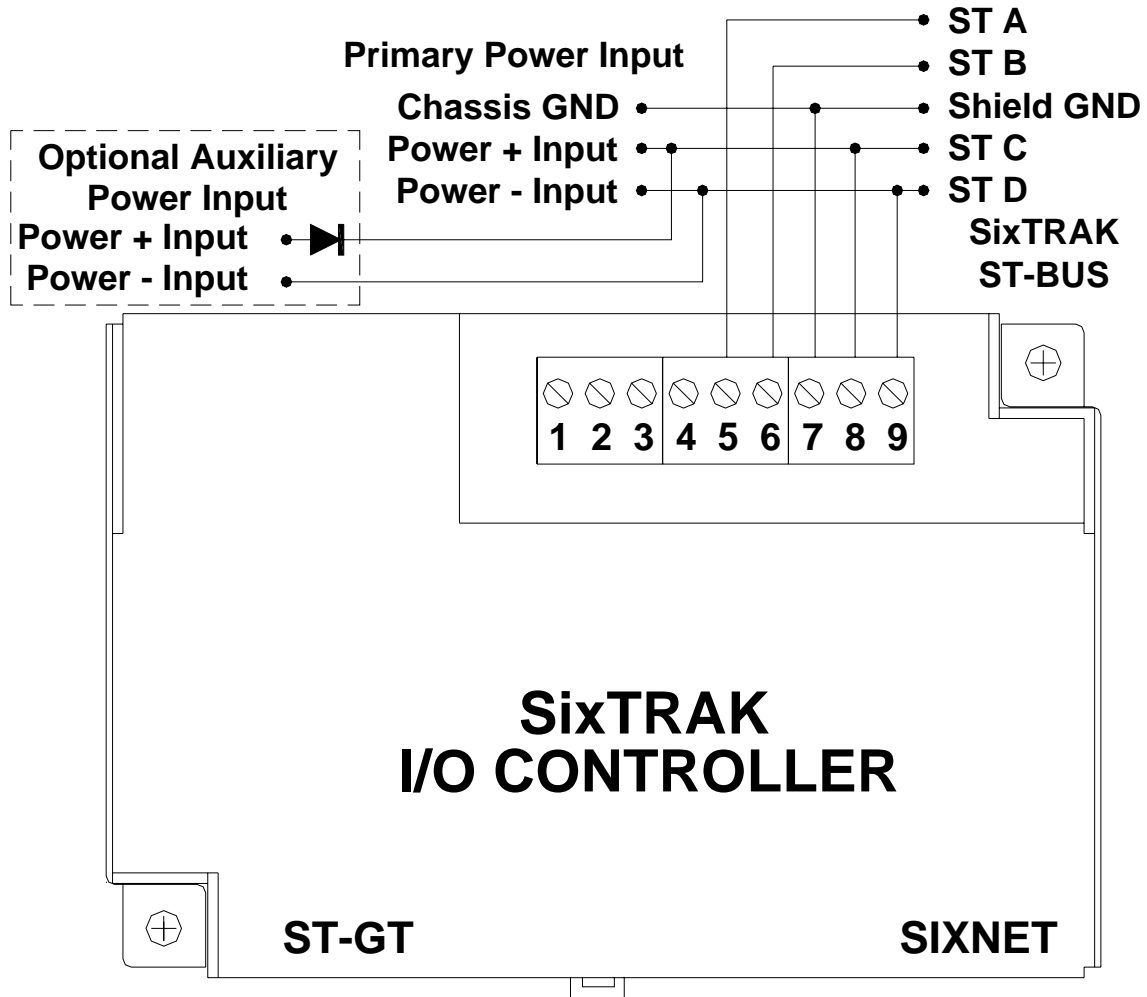 ST A
Primary Power Input
ST B
Chassis GND
Shield GND
Power + Input
ST C
Power - Input
ST D
Optional Auxiliary
Power Input
Power + Input
Power - Input
SixTRAK
ST-BUS
1 2 3 4 5 6 7 8 9
SixTRAK
I/O CONTROLLER
ST-GT
SIXNET